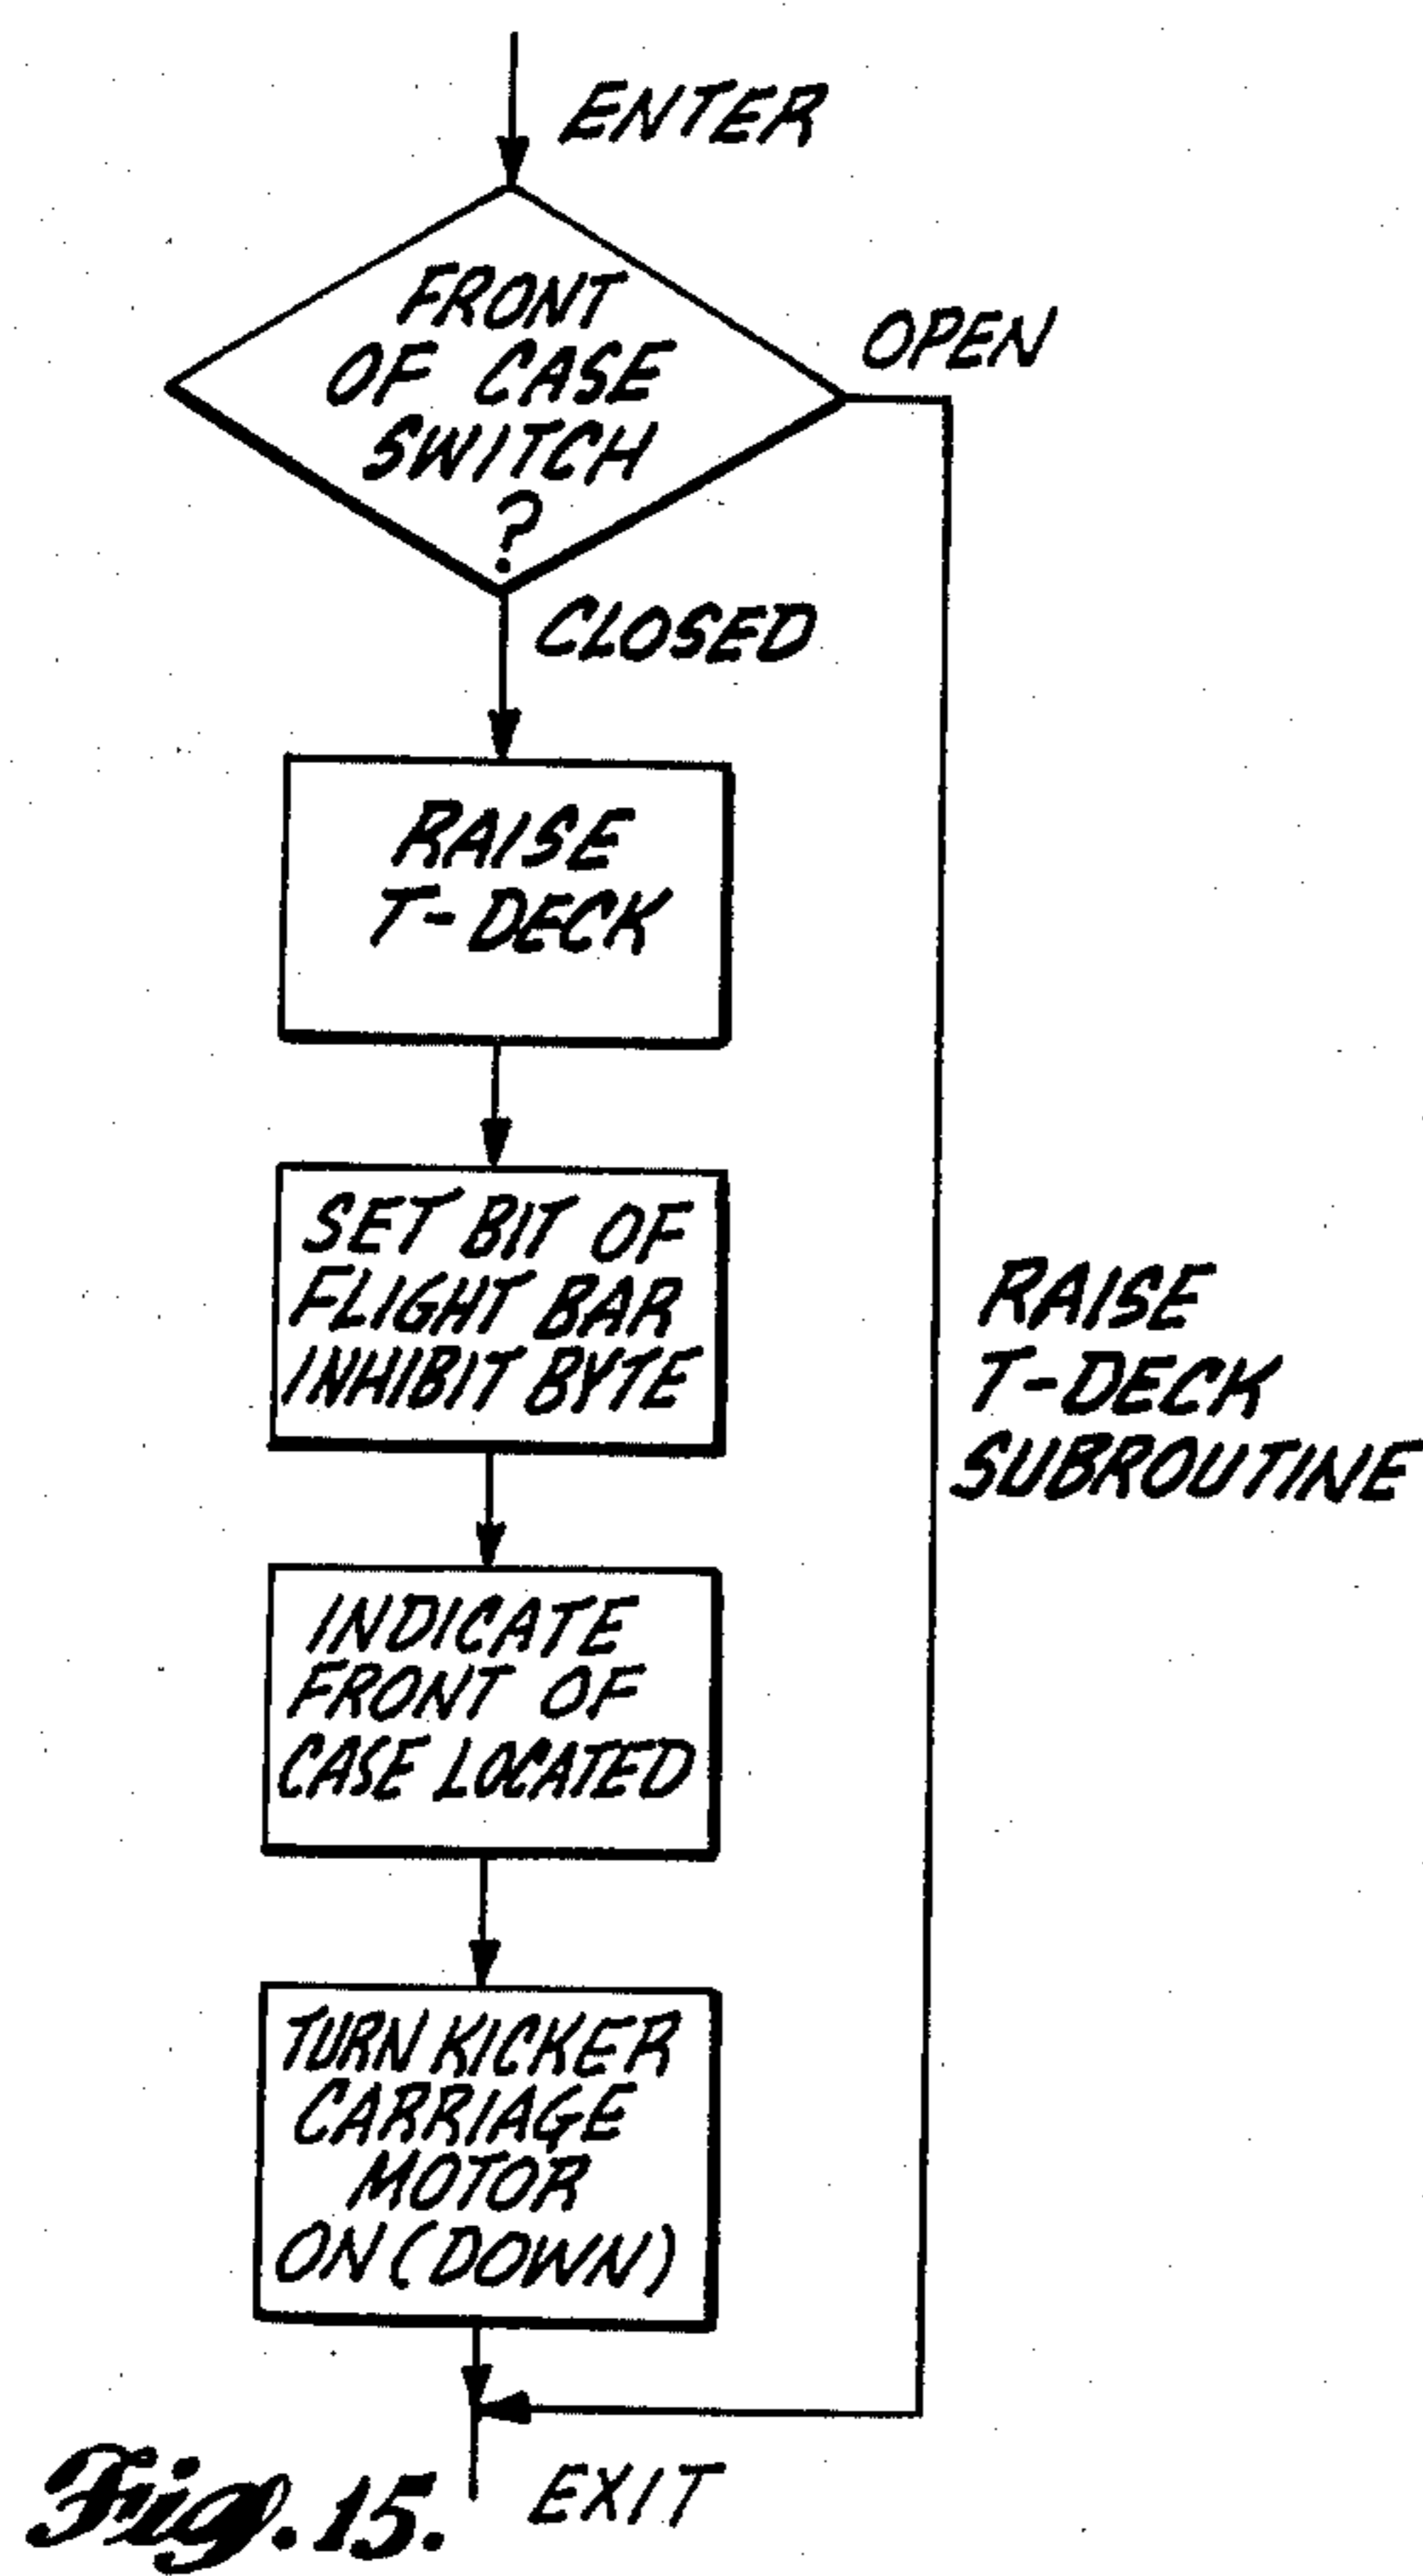 ENTER
FRONT
OF CASE
SWITCH
?
OPEN
CLOSED
RAISE
T-DECK
SET BIT OF
FLIGHT BAR
INHIBIT BYTE
RAISE
T-DECK
SUBROUTINE
INDICATE
FRONT OF
CASE LOCATED
TURN KICKER
CARRIAGE
MOTOR
ON (DOWN)
EXIT
Fig. 15.